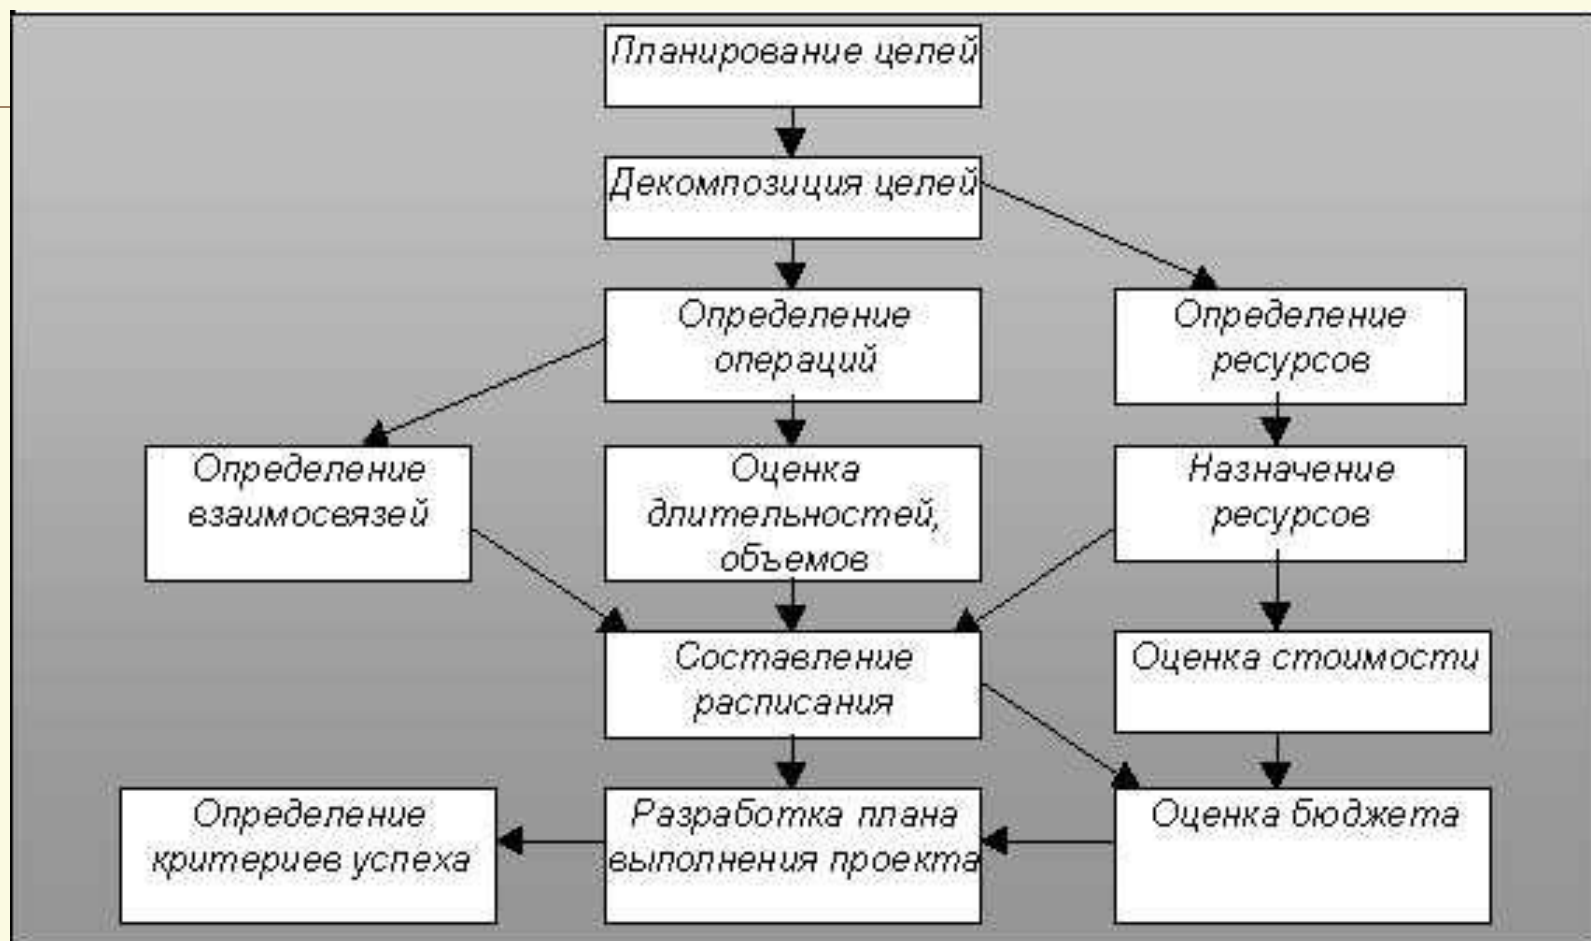 Планирование целей
Декомпозиция целей
Определение
операций
Определение
ресурсов
Определение
взаимосвязей
Оценка
длительностей,
объемов
Назначение
ресурсов
Составление
расписания
Оценка стоимости
Определение
критериев успеха
Разработка плана
выполнения проекта
Оценка бюджета